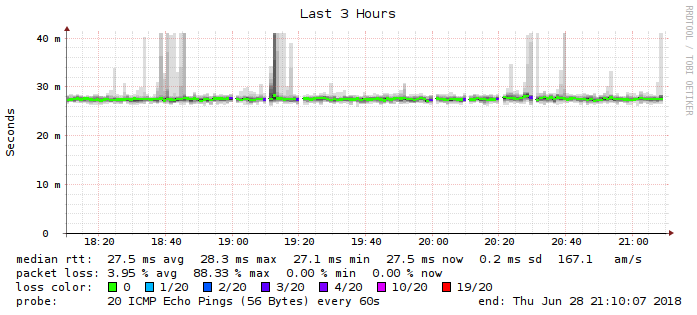 Last 3 Hours
RRDTOOL / TOBI OETIKER
Seconds
40 m
30 m
20 m
10 m
0
18:20 18:40 19:00 19:20 19:40 20:00 20:20 20:40 21:00
median rtt: 27.5 ms avg 28.3 ms max 27.1 ms min 27.5 ms now 0.2 ms sd 167.1 am/s
packet loss: 3.95 % avg 88.33 % max 0.00 % min 0.00 % now
loss color: 0 1/20 2/20 3/20 4/20 10/20 19/20
probe: 20 ICMP Echo Pings (56 Bytes) every 60s end: Thu Jun 28 21:10:07 2018